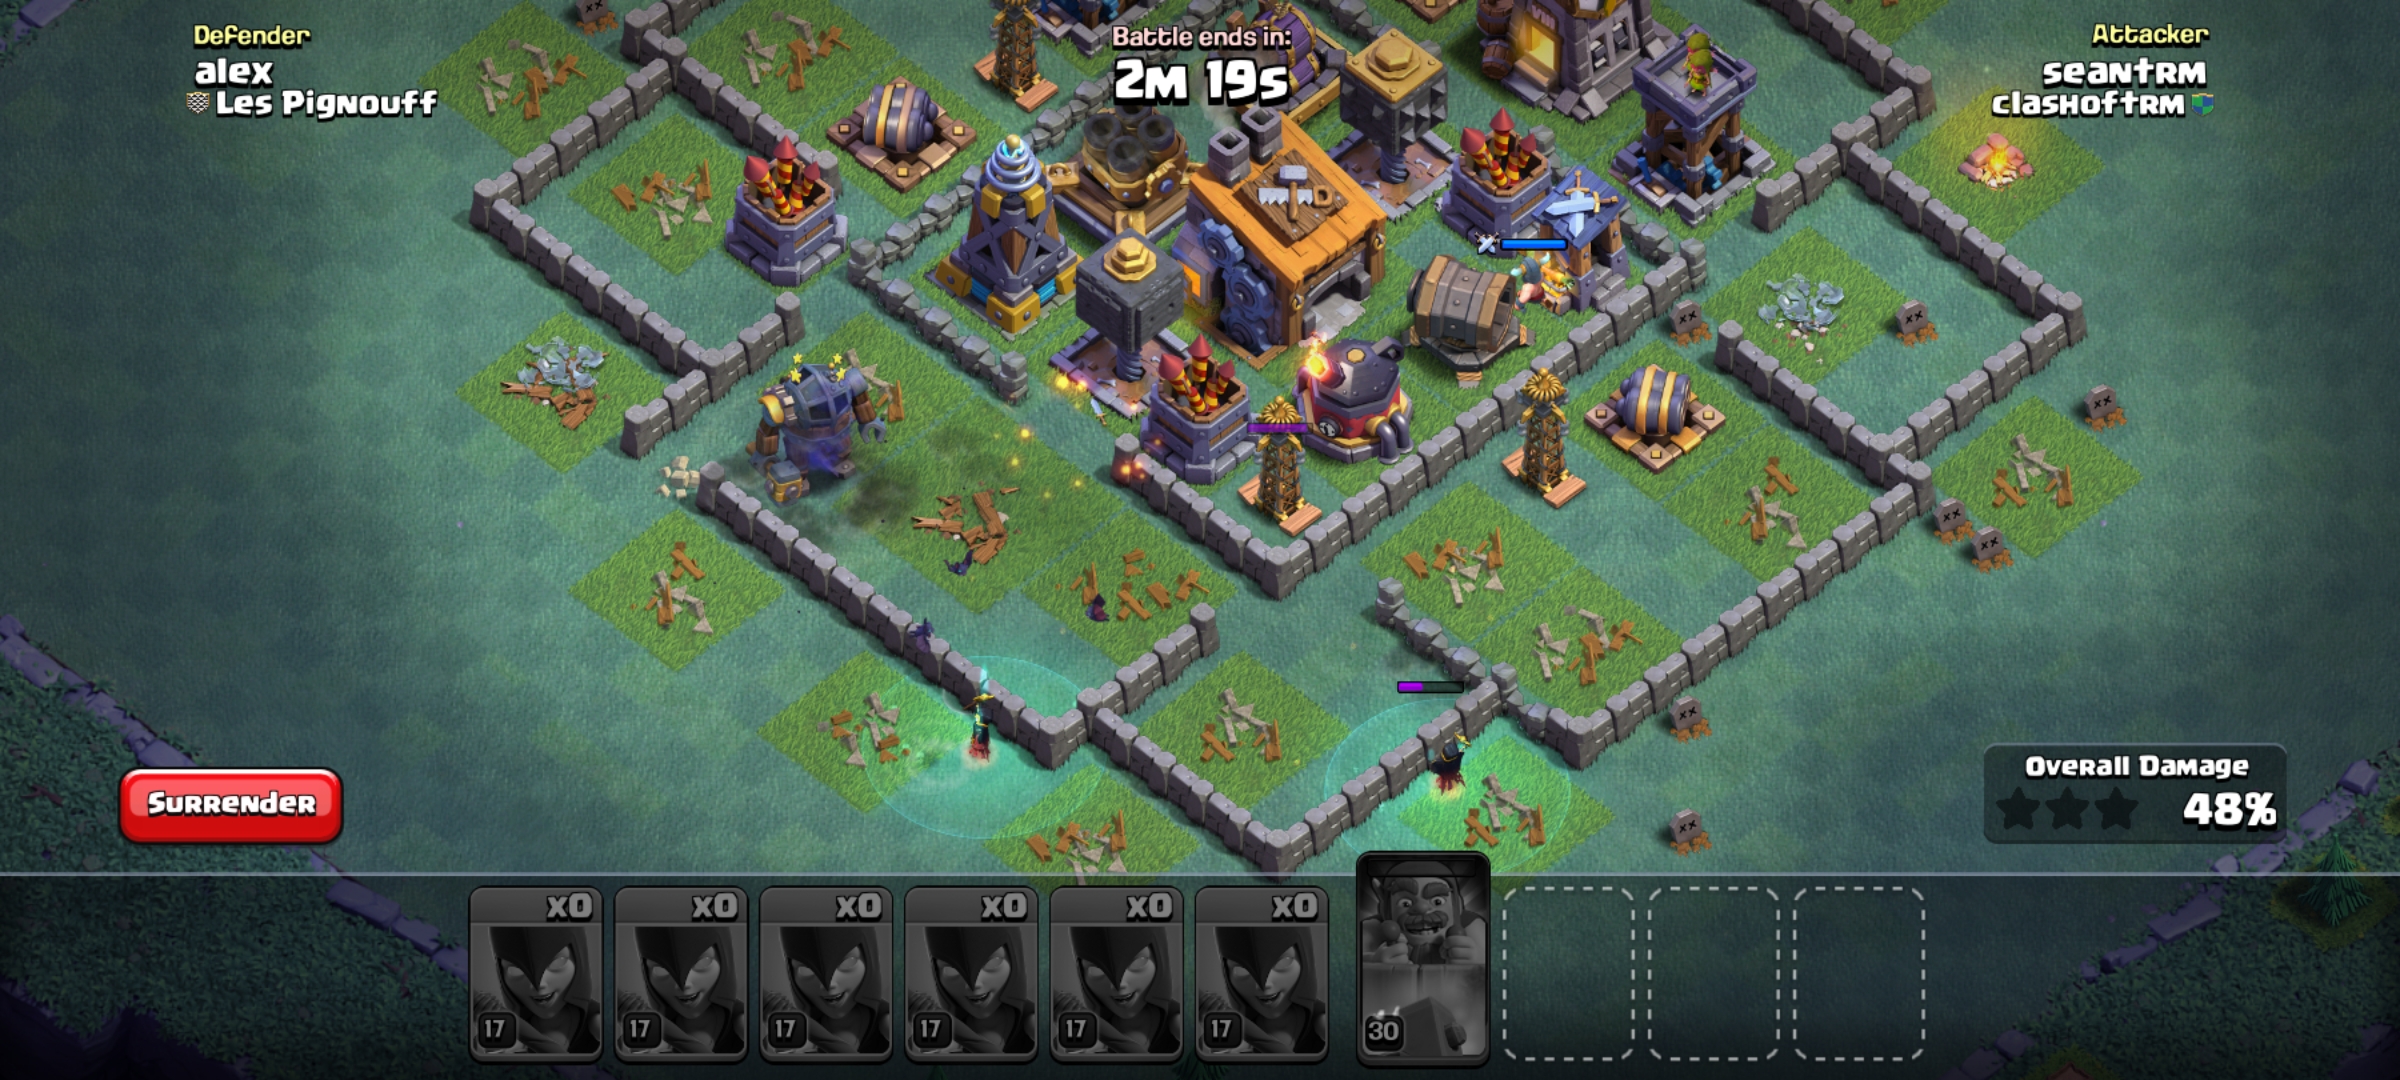 Defender
alex
Les Pignouff
Battle ends in:
2M 19s
Attacker
seantRM
clashoftRM
Surrender
Overall Damage
48%
x0
x0
x0
x0
x0
x0
17
17
17
17
17
17
30